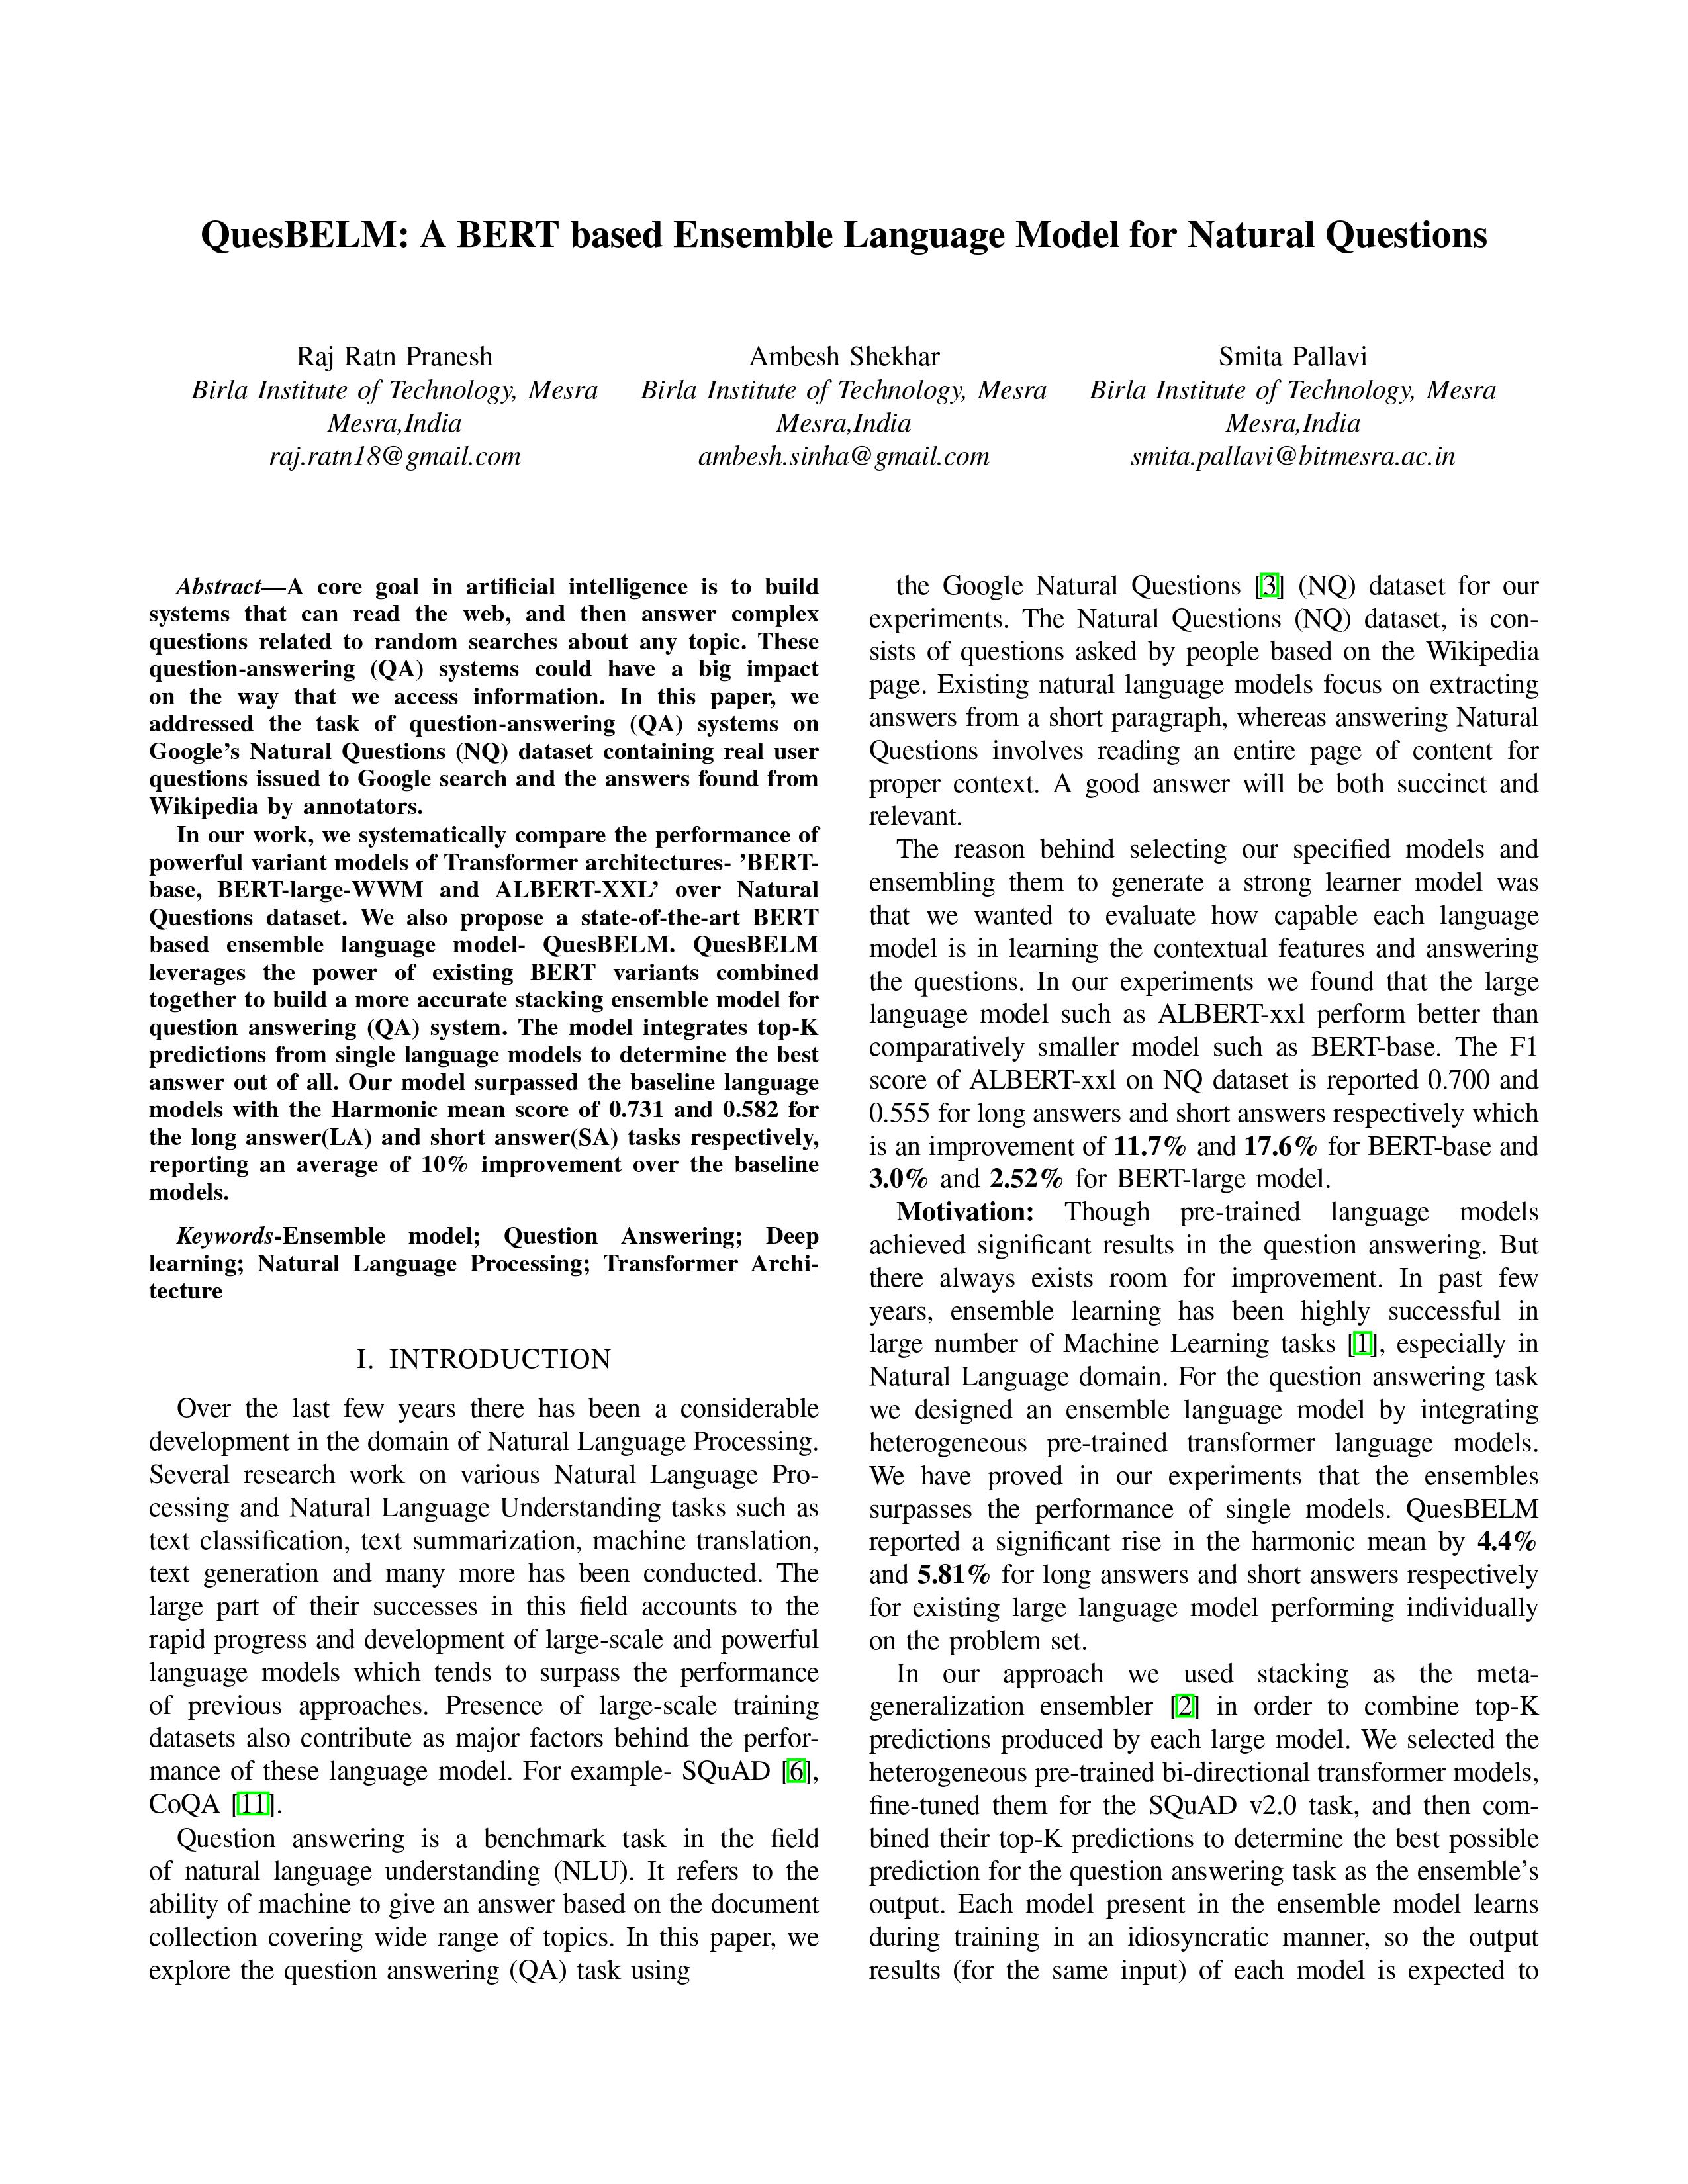 QuesBELM: A BERT based Ensemble Language Model for Natural Questions
Raj Ratn Pranesh
Birla Institute of Technology, Mesra
Mesra,India
raj.ratn18@gmail.com
Ambesh Shekhar
Birla Institute of Technology, Mesra
Mesra,India
ambesh.sinha@gmail.com
Smita Pallavi
Birla Institute of Technology, Mesra
Mesra,India
smita.pallavi@bitmesra.ac.in
Abstract—A core goal in artificial intelligence is to build
systems that can read the web, and then answer complex
questions related to random searches about any topic. These
question-answering (QA) systems could have a big impact
on the way that we access information. In this paper, we
addressed the task of question-answering (QA) systems on
Google's Natural Questions (NQ) dataset containing real user
questions issued to Google search and the answers found from
Wikipedia by annotators.
In our work, we systematically compare the performance of
powerful variant models of Transformer architectures- 'BERT-
base, BERT-large-WWM and ALBERT-XXL' over Natural
Questions dataset. We also propose a state-of-the-art BERT
based ensemble language model- QuesBELM. QuesBELM
leverages the power of existing BERT variants combined
together to build a more accurate stacking ensemble model for
question answering (QA) system. The model integrates top-K
predictions from single language models to determine the best
answer out of all. Our model surpassed the baseline language
models with the Harmonic mean score of 0.731 and 0.582 for
the long answer(LA) and short answer(SA) tasks respectively,
reporting an average of 10% improvement over the baseline
models.
Keywords-Ensemble model; Question Answering; Deep
learning; Natural Language Processing; Transformer Archi-
tecture
I. INTRODUCTION
Over the last few years there has been a considerable
development in the domain of Natural Language Processing.
Several research work on various Natural Language Pro-
cessing and Natural Language Understanding tasks such as
text classification, text summarization, machine translation,
text generation and many more has been conducted. The
large part of their successes in this field accounts to the
rapid progress and development of large-scale and powerful
language models which tends to surpass the performance
of previous approaches. Presence of large-scale training
datasets also contribute as major factors behind the perfor-
mance of these language model. For example- SQuAD [6],
CoQA [11].
Question answering is a benchmark task in the field
of natural language understanding (NLU). It refers to the
ability of machine to give an answer based on the document
collection covering wide range of topics. In this paper, we
explore the question answering (QA) task using
the Google Natural Questions [3] (NQ) dataset for our
experiments. The Natural Questions (NQ) dataset, is con-
sists of questions asked by people based on the Wikipedia
page. Existing natural language models focus on extracting
answers from a short paragraph, whereas answering Natural
Questions involves reading an entire page of content for
proper context. A good answer will be both succinct and
relevant.
The reason behind selecting our specified models and
ensembling them to generate a strong learner model was
that we wanted to evaluate how capable each language
model is in learning the contextual features and answering
the questions. In our experiments we found that the large
language model such as ALBERT-xxl perform better than
comparatively smaller model such as BERT-base. The F1
score of ALBERT-xxl on NQ dataset is reported 0.700 and
0.555 for long answers and short answers respectively which
is an improvement of 11.7% and 17.6% for BERT-base and
3.0% and 2.52% for BERT-large model.
Motivation: Though pre-trained language models
achieved significant results in the question answering. But
there always exists room for improvement. In past few
years, ensemble learning has been highly successful in
large number of Machine Learning tasks [1], especially in
Natural Language domain. For the question answering task
we designed an ensemble language model by integrating
heterogeneous pre-trained transformer language models.
We have proved in our experiments that the ensembles
surpasses the performance of single models. QuesBELM
reported a significant rise in the harmonic mean by 4.4%
and 5.81% for long answers and short answers respectively
for existing large language model performing individually
on the problem set.
In our approach we used stacking as the meta-
generalization ensembler [2] in order to combine top-K
predictions produced by each large model. We selected the
heterogeneous pre-trained bi-directional transformer models,
fine-tuned them for the SQuAD v2.0 task, and then com-
bined their top-K predictions to determine the best possible
prediction for the question answering task as the ensemble's
output. Each model present in the ensemble model learns
during training in an idiosyncratic manner, so the output
results (for the same input) of each model is expected to